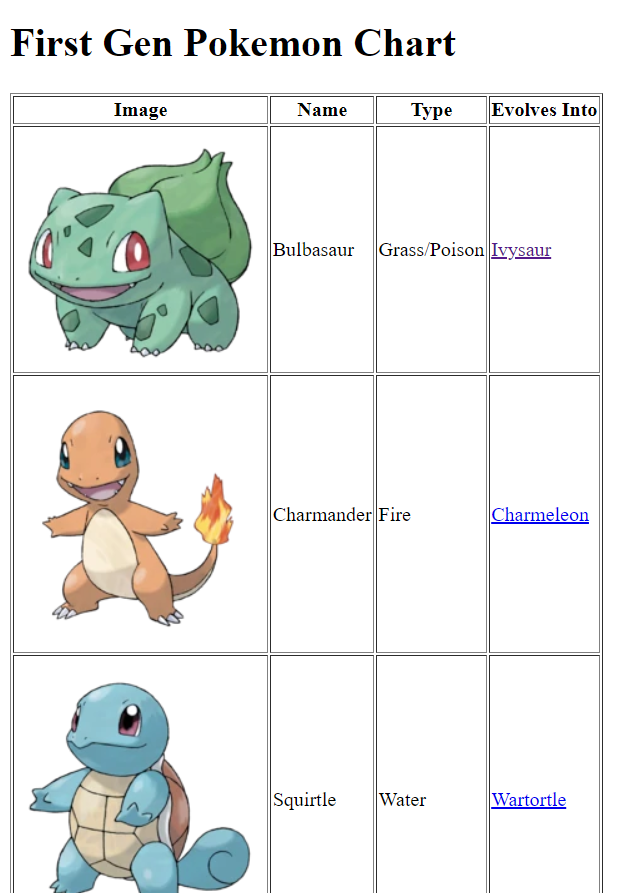 First Gen Pokemon Chart
Image Name Type Evolves Into
Bulbasaur Grass/Poison Ivysaur
Charmander Fire Charmeleon
Squirtle Water Wartortle